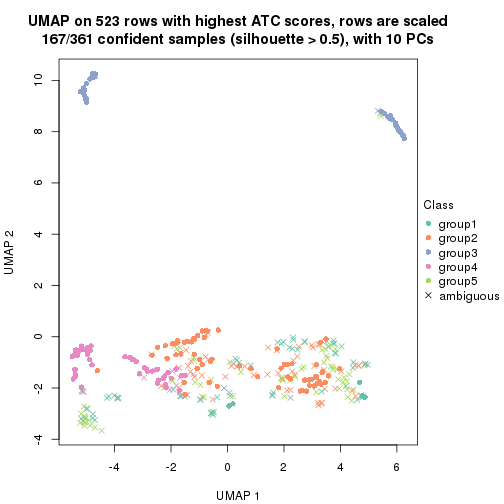 UMAP on 523 rows with highest ATC scores, rows are scaled
167/361 confident samples (silhouette > 0.5), with 10 PCs
10
8
6
4
2
0
-2
-4
UMAP 2
-4
-2
0
2
4
6
UMAP 1
Class
group1
group2
group3
group4
group5
ambiguous